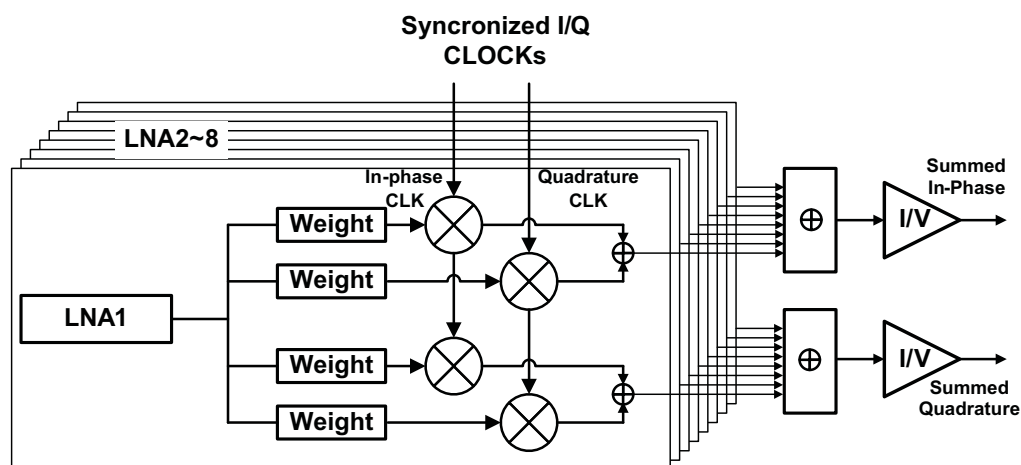 Syncronized I/Q
CLOCKs
LNA2~8
In-phase
CLK
Quadrature
CLK
Weight
Weight
LNA1
Weight
Weight
I/V
Summed
In-Phase
I/V
Summed
Quadrature